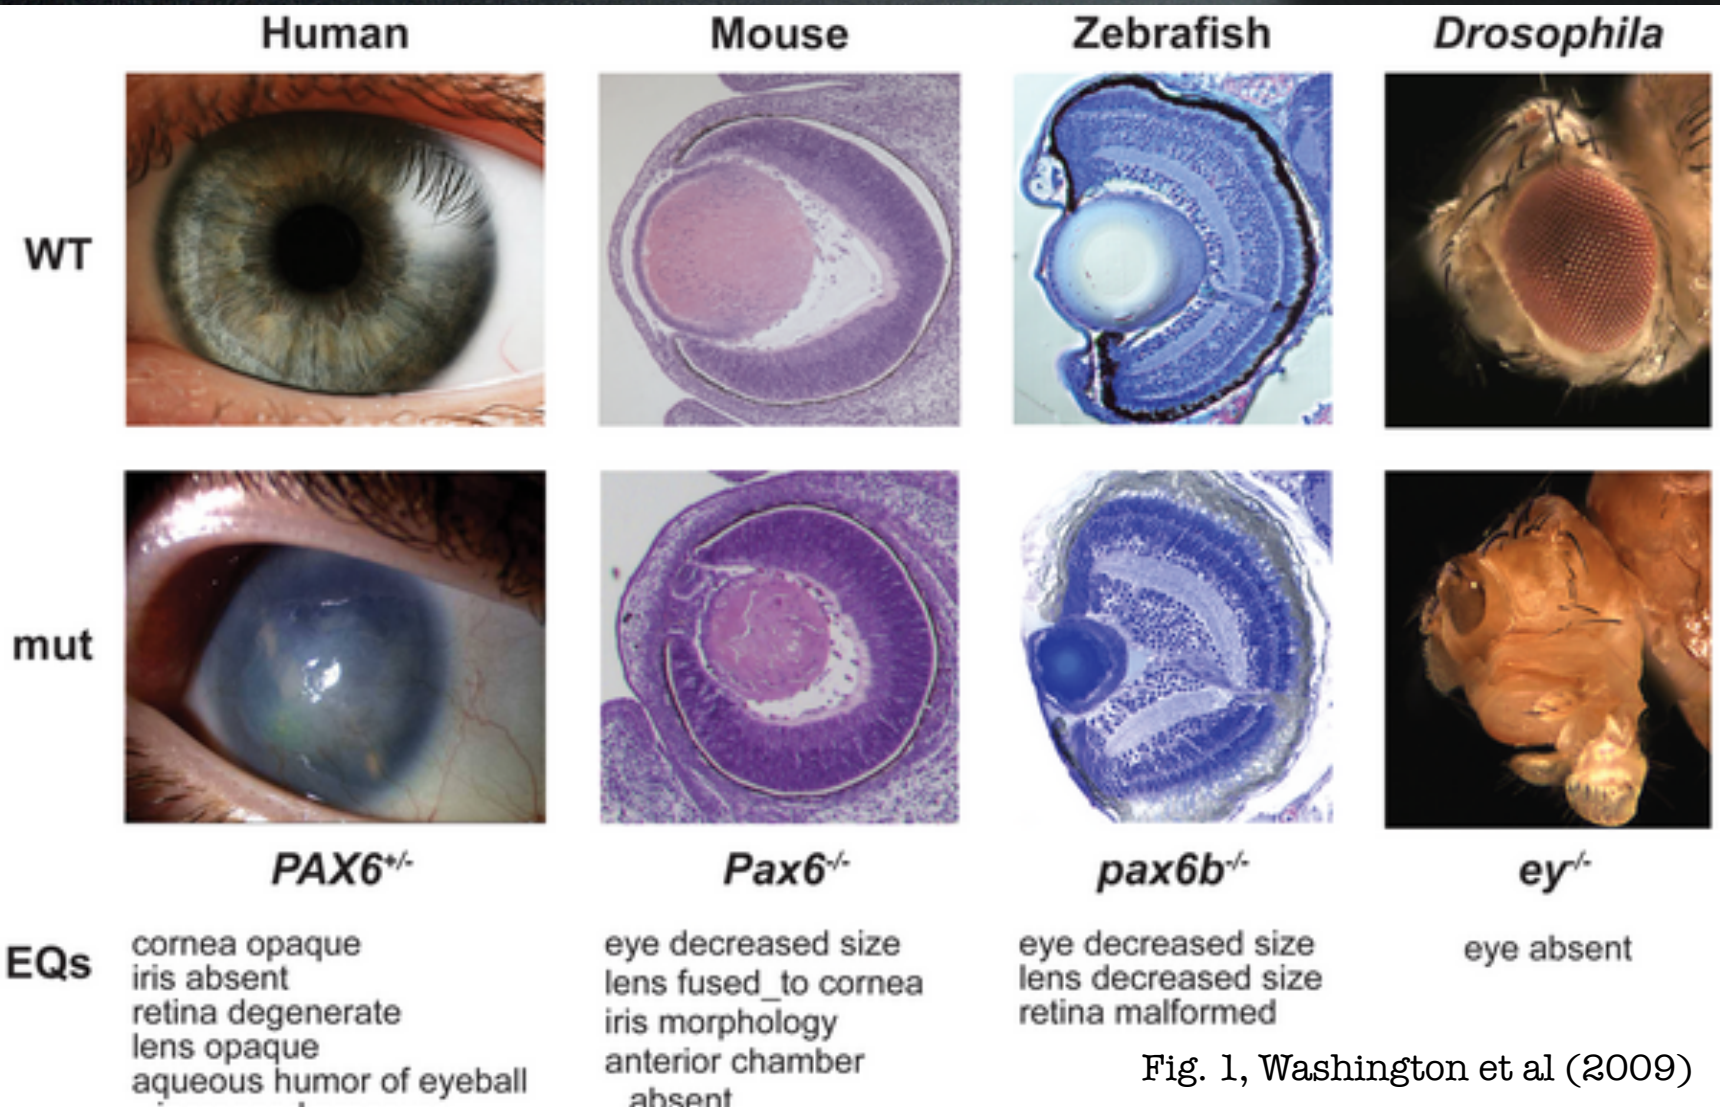 Human Mouse Zebrafish Drosophila
WT
mut
PAX6+/- Pax6-/- pax6b-/- ey-/-
EQs
cornea opaque
iris absent
retina degenerate
lens opaque
aqueous humor of eyeball
eye decreased size
lens fused_to cornea
iris morphology
anterior chamber
absent
eye decreased size
lens decreased size
retina malformed
eye absent
Fig. 1, Washington et al (2009)